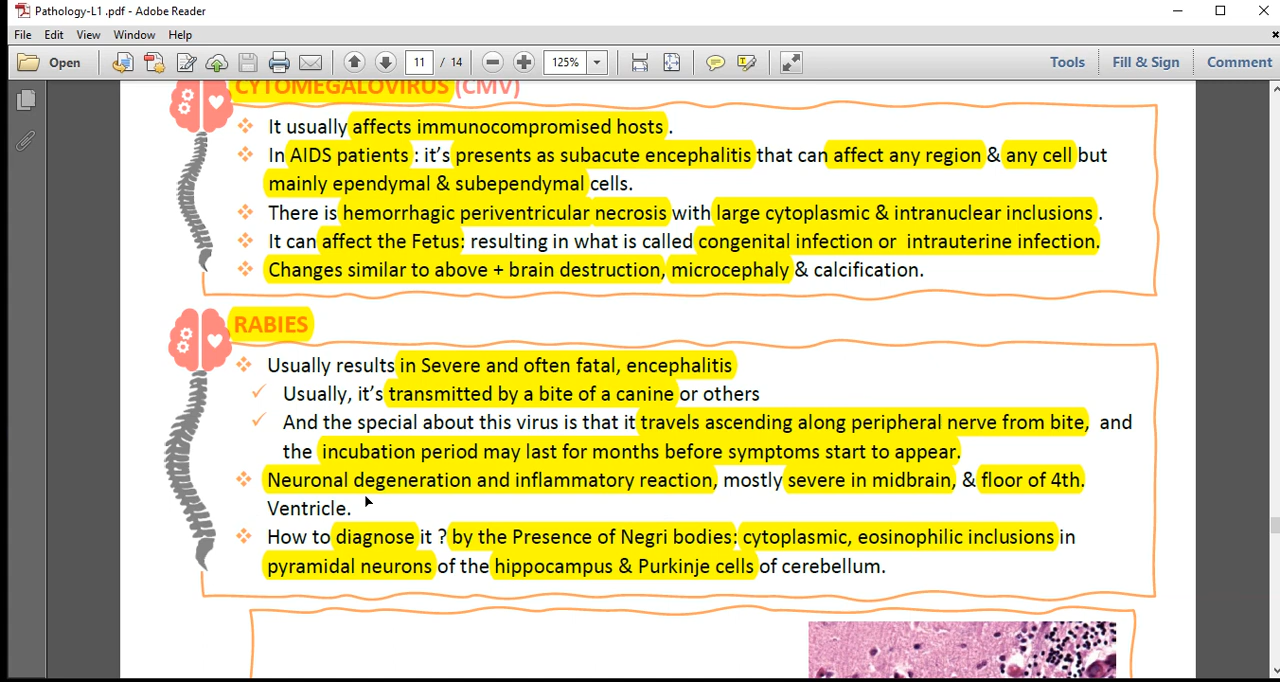 Pathology-L1 .pdf - Adobe Reader
File Edit View Window Help
Open 11 / 14 125% Tools Fill & Sign Comment
CYTOMEGALOVIRUS (CMV)
It usually affects immunocompromised hosts .
In AIDS patients : it’s presents as subacute encephalitis that can affect any region & any cell but
mainly ependymal & subependymal cells.
There is hemorrhagic periventricular necrosis with large cytoplasmic & intranuclear inclusions .
It can affect the Fetus: resulting in what is called congenital infection or intrauterine infection.
Changes similar to above + brain destruction, microcephaly & calcification.
RABIES
Usually results in Severe and often fatal, encephalitis
Usually, it’s transmitted by a bite of a canine or others
And the special about this virus is that it travels ascending along peripheral nerve from bite, and
the incubation period may last for months before symptoms start to appear.
Neuronal degeneration and inflammatory reaction, mostly severe in midbrain, & floor of 4th.
Ventricle.
How to diagnose it ? by the Presence of Negri bodies: cytoplasmic, eosinophilic inclusions in
pyramidal neurons of the hippocampus & Purkinje cells of cerebellum.